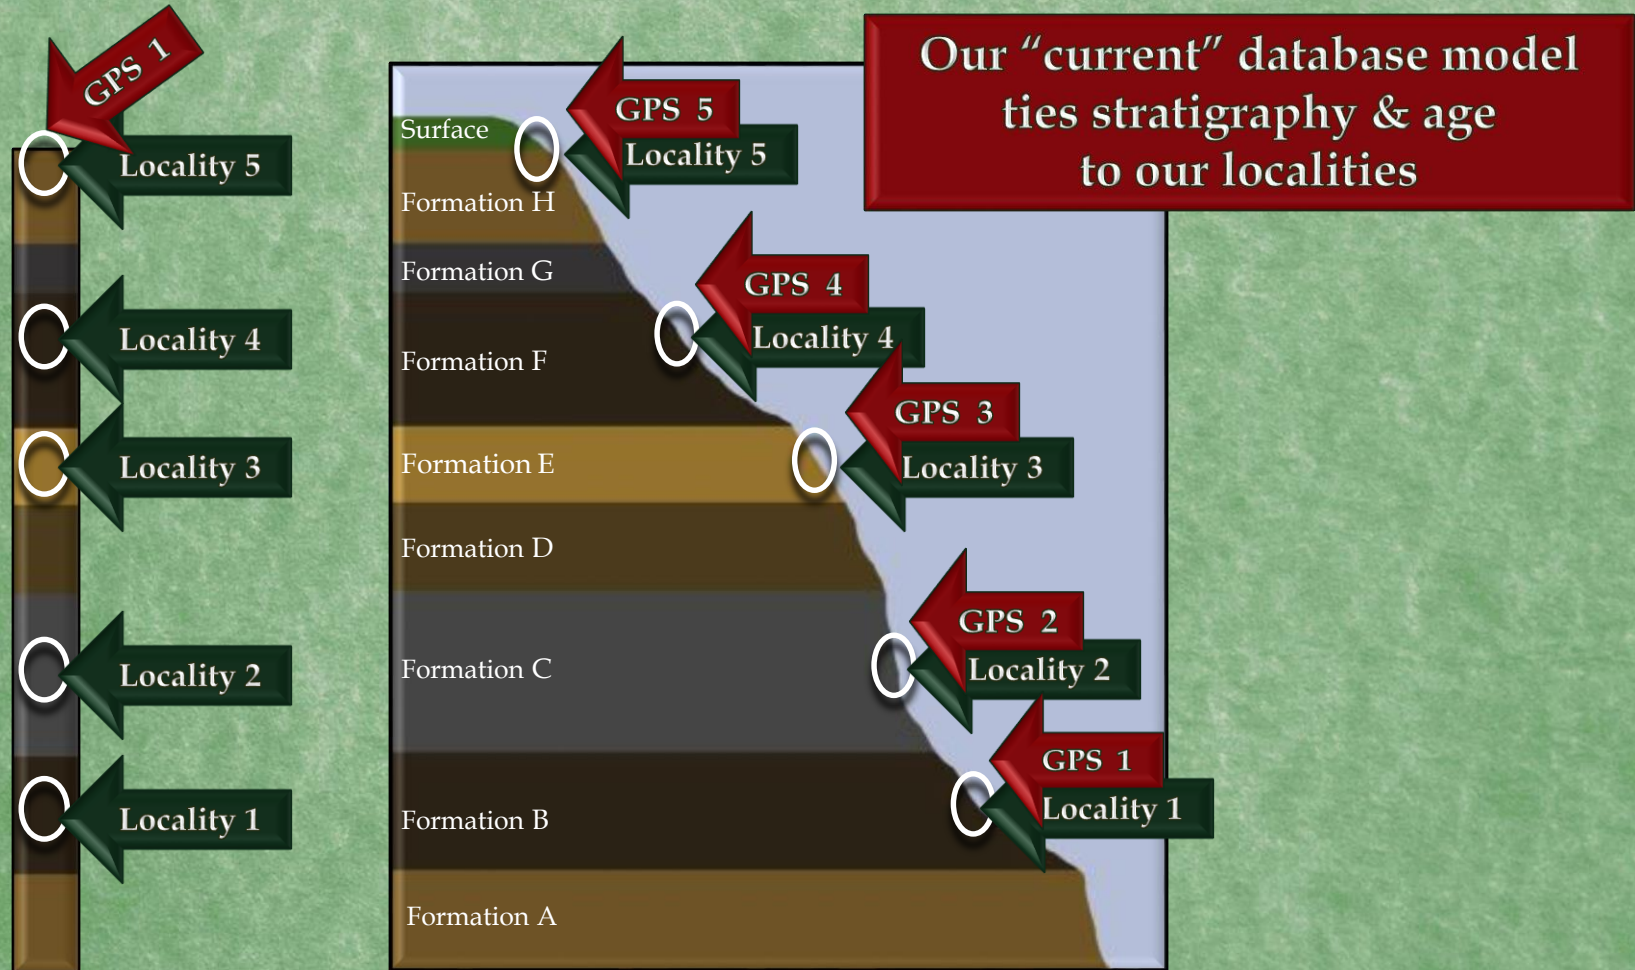 GPS 1
Locality 5
Locality 4
Locality 3
Locality 2
Locality 1
Surface
Formation H
Formation G
Formation F
Formation E
Formation D
Formation C
Formation B
Formation A
GPS 5
Locality 5
GPS 4
Locality 4
GPS 3
Locality 3
GPS 2
Locality 2
GPS 1
Locality 1
Our “current” database model
ties stratigraphy & age
to our localities